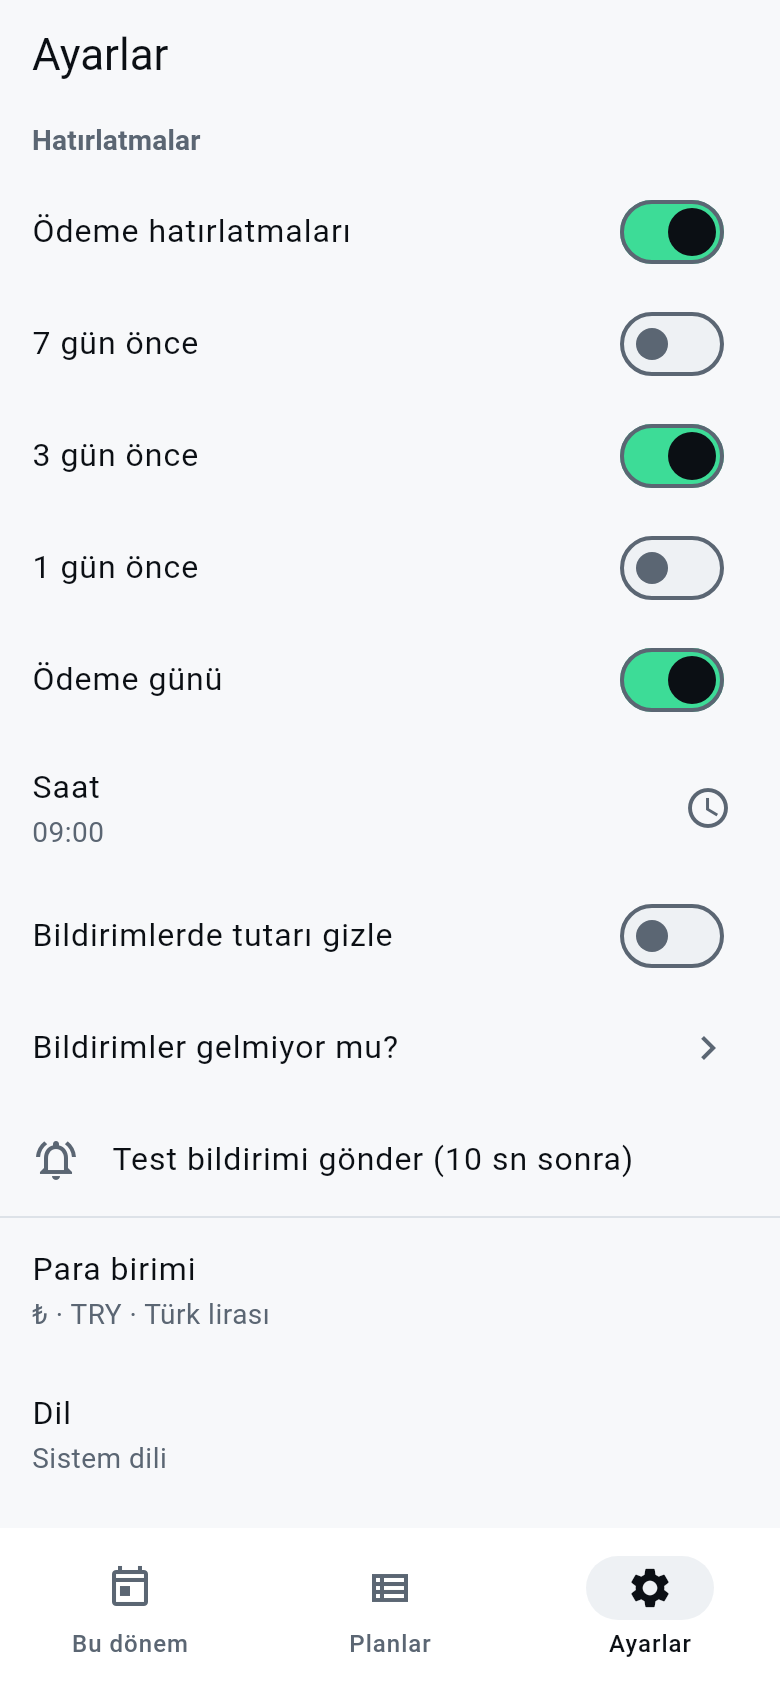 Ayarlar
Hatırlatmalar
Ödeme hatırlatmaları
7 gün önce
3 gün önce
1 gün önce
Ödeme günü
Saat
09:00
Bildirimlerde tutarı gizle
Bildirimler gelmiyor mu?
Test bildirimi gönder (10 sn sonra)
Para birimi
₺ · TRY · Türk lirası
Dil
Sistem dili
Bu dönem
Planlar
Ayarlar